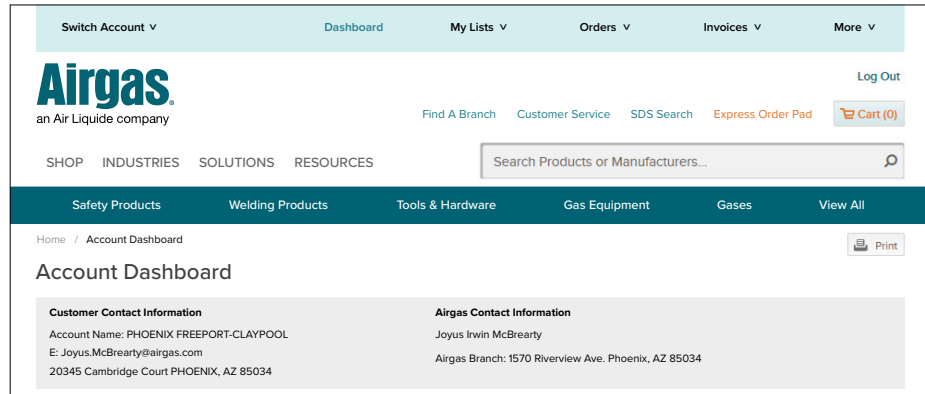 Switch Account ∨ Dashboard My Lists ∨ Orders ∨ Invoices ∨ More ∨
Log Out
Airgas.
an Air Liquide company
Find A Branch Customer Service SDS Search Express Order Pad Cart (0)
SHOP INDUSTRIES SOLUTIONS RESOURCES Search Products or Manufacturers...
Safety Products Welding Products Tools & Hardware Gas Equipment Gases View All
Home / Account Dashboard Print
Account Dashboard
Customer Contact Information
Account Name: PHOENIX FREEPORT-CLAYPOOL
E: Joyus.McBrearty@airgas.com
20345 Cambridge Court PHOENIX, AZ 85034
Airgas Contact Information
Joyus Irwin McBrearty
Airgas Branch: 1570 Riverview Ave. Phoenix, AZ 85034